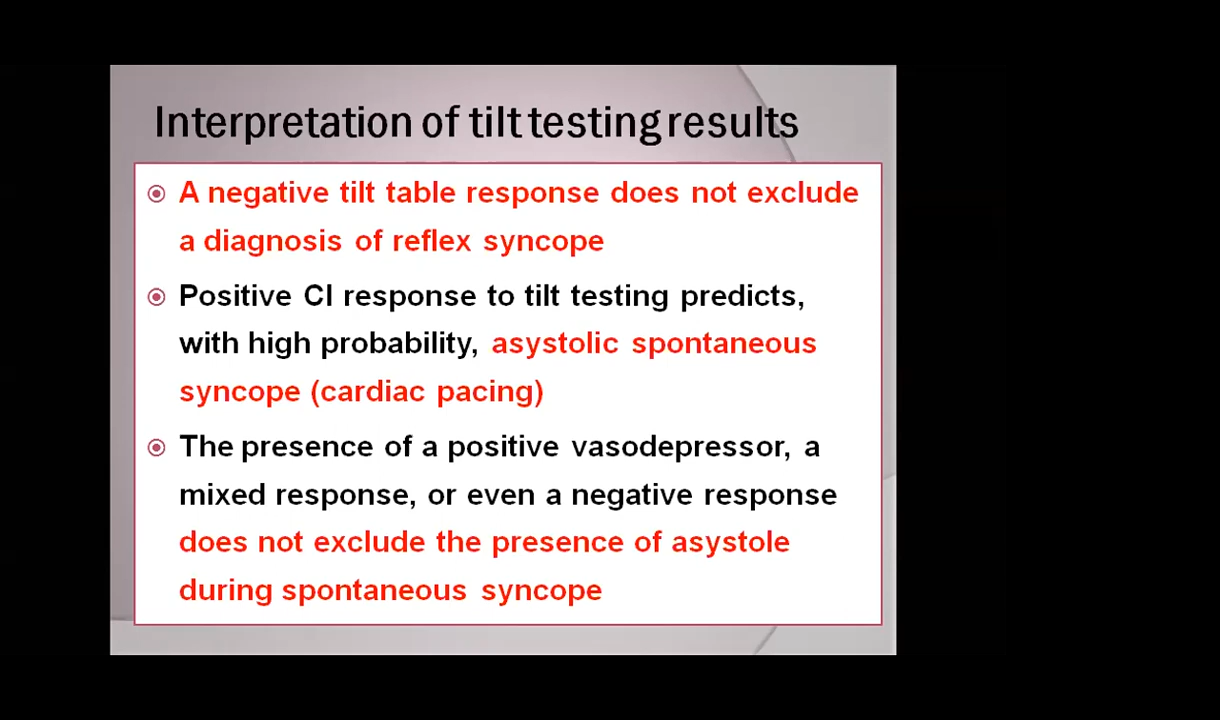 Interpretation of tilt testing results
A negative tilt table response does not exclude
a diagnosis of reflex syncope
Positive CI response to tilt testing predicts,
with high probability, asystolic spontaneous
syncope (cardiac pacing)
The presence of a positive vasodepressor, a
mixed response, or even a negative response
does not exclude the presence of asystole
during spontaneous syncope